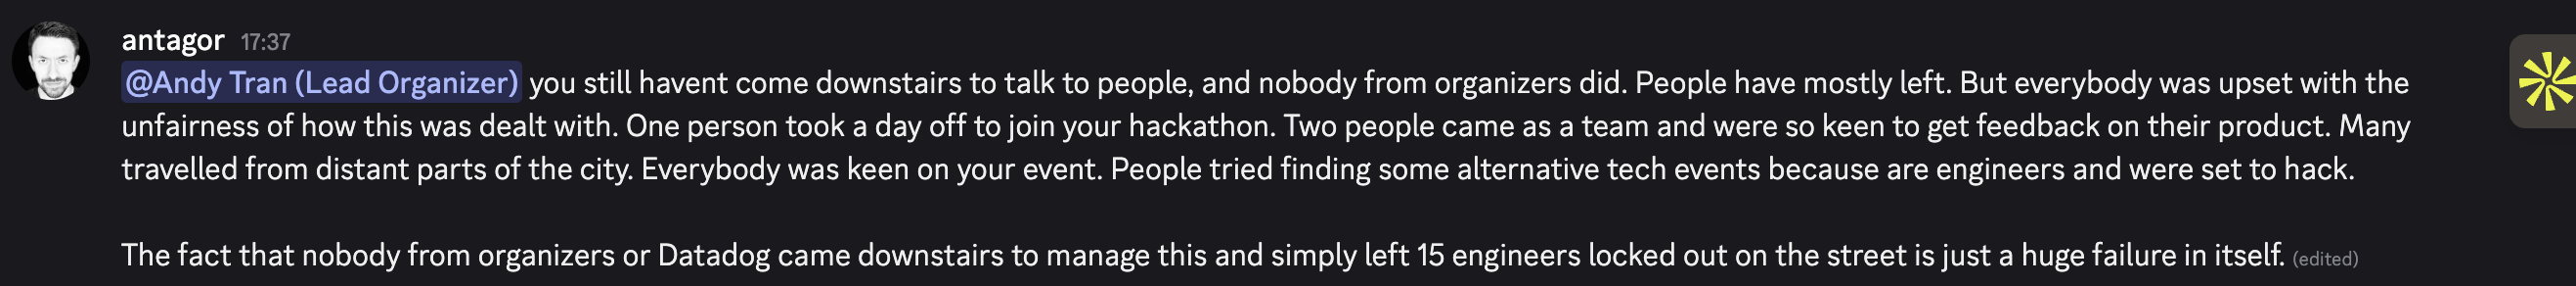 antagor 17:37
@Andy Tran (Lead Organizer) you still havent come downstairs to talk to people, and nobody from organizers did. People have mostly left. But everybody was upset with the
unfairness of how this was dealt with. One person took a day off to join your hackathon. Two people came as a team and were so keen to get feedback on their product. Many
travelled from distant parts of the city. Everybody was keen on your event. People tried finding some alternative tech events because are engineers and were set to hack.
The fact that nobody from organizers or Datadog came downstairs to manage this and simply left 15 engineers locked out on the street is just a huge failure in itself. (edited)